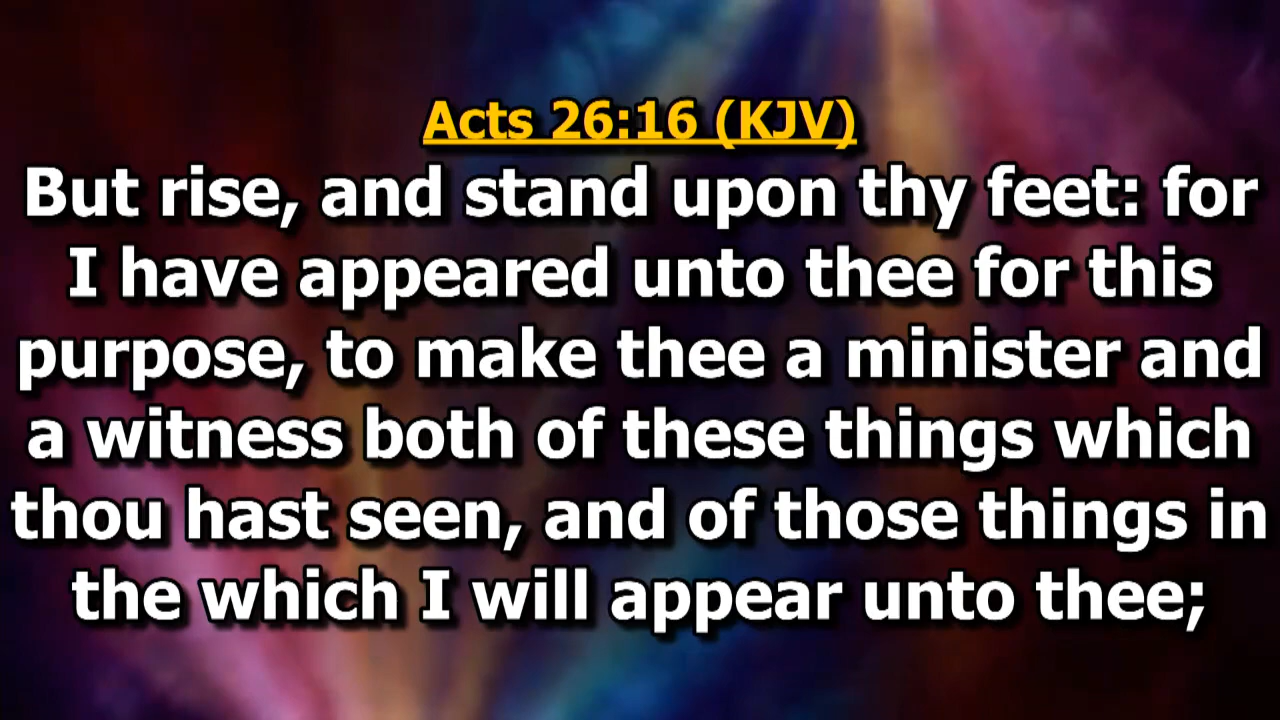 Acts 26:16 (KJV)
But rise, and stand upon thy feet: for
I have appeared unto thee for this
purpose, to make thee a minister and
a witness both of these things which
thou hast seen, and of those things in
the which I will appear unto thee;